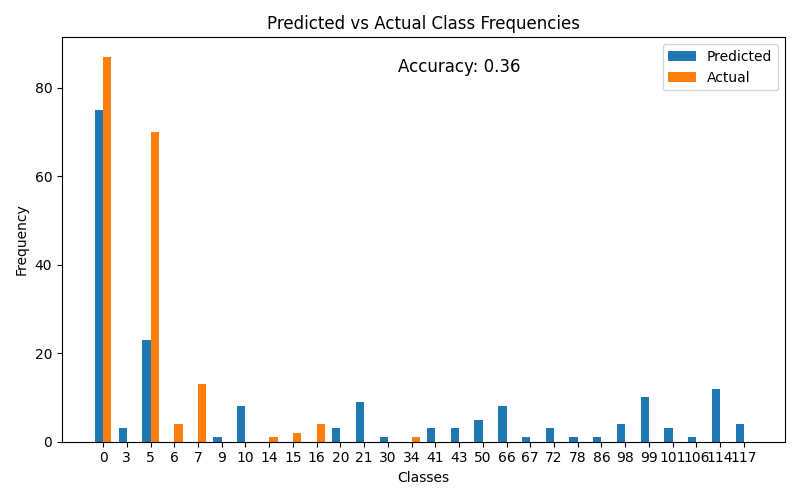 Predicted vs Actual Class Frequencies
Accuracy: 0.36
Predicted
Actual
Frequency
80
60
40
20
0
0 3 5 6 7 9 10 14 15 16 20 21 30 34 41 43 50 66 67 72 78 86 98 99 101 106 114 117
Classes